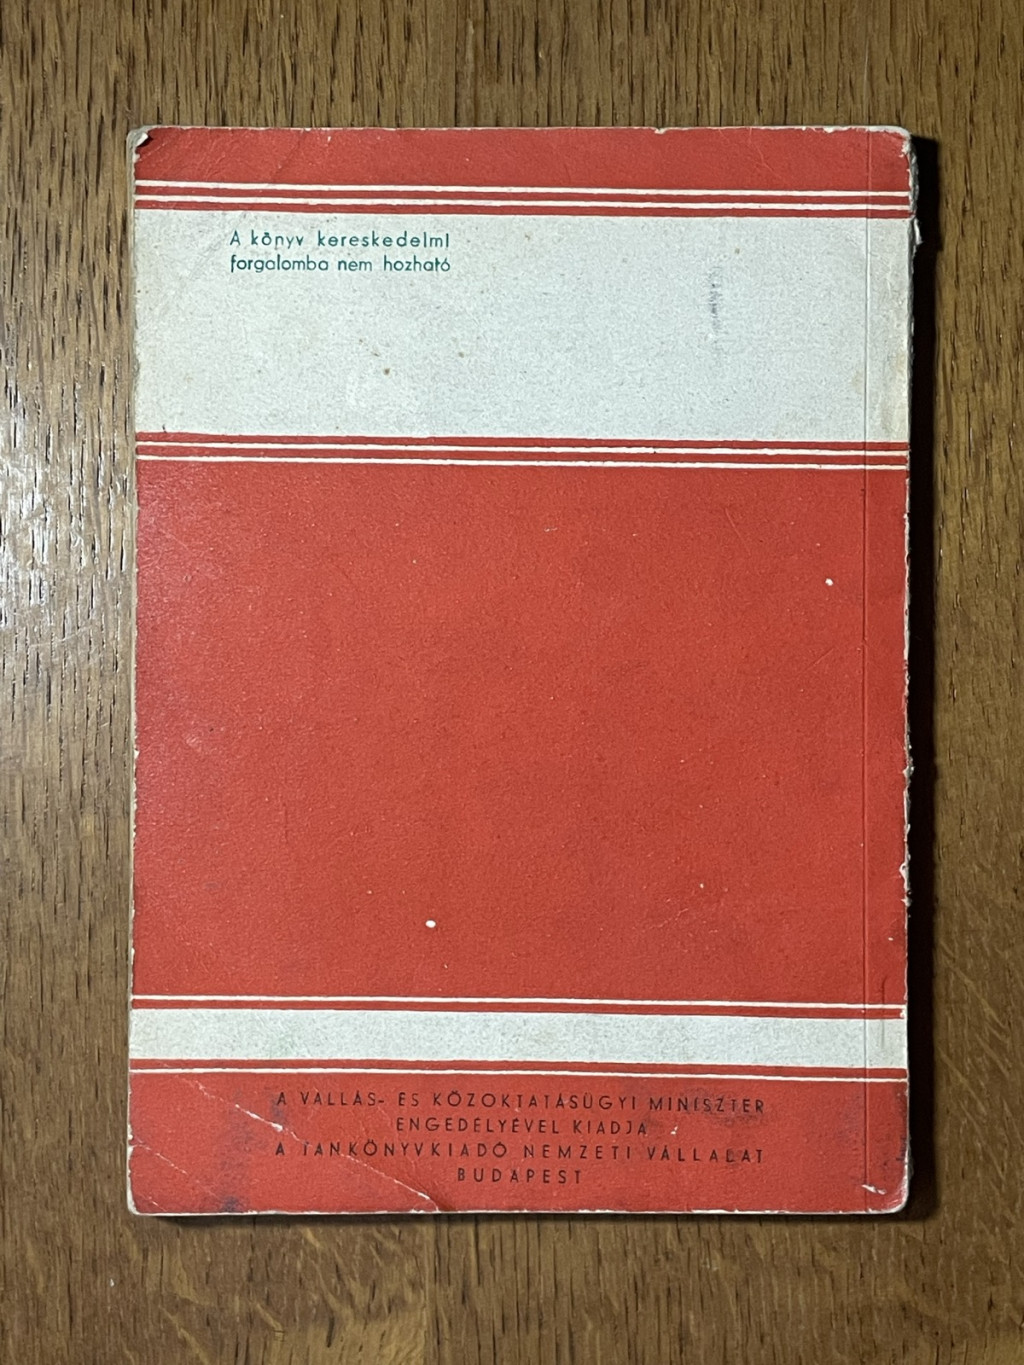 A könyv kereskedelmi
forgalomba nem hozható
A VALLÁS- ÉS KÖZOKTATÁSÜGYI MINISZTER
ENGEDÉLYÉVEL KIADJA
A TANKÖNYVKIADÓ NEMZETI VÁLLALAT
BUDAPEST